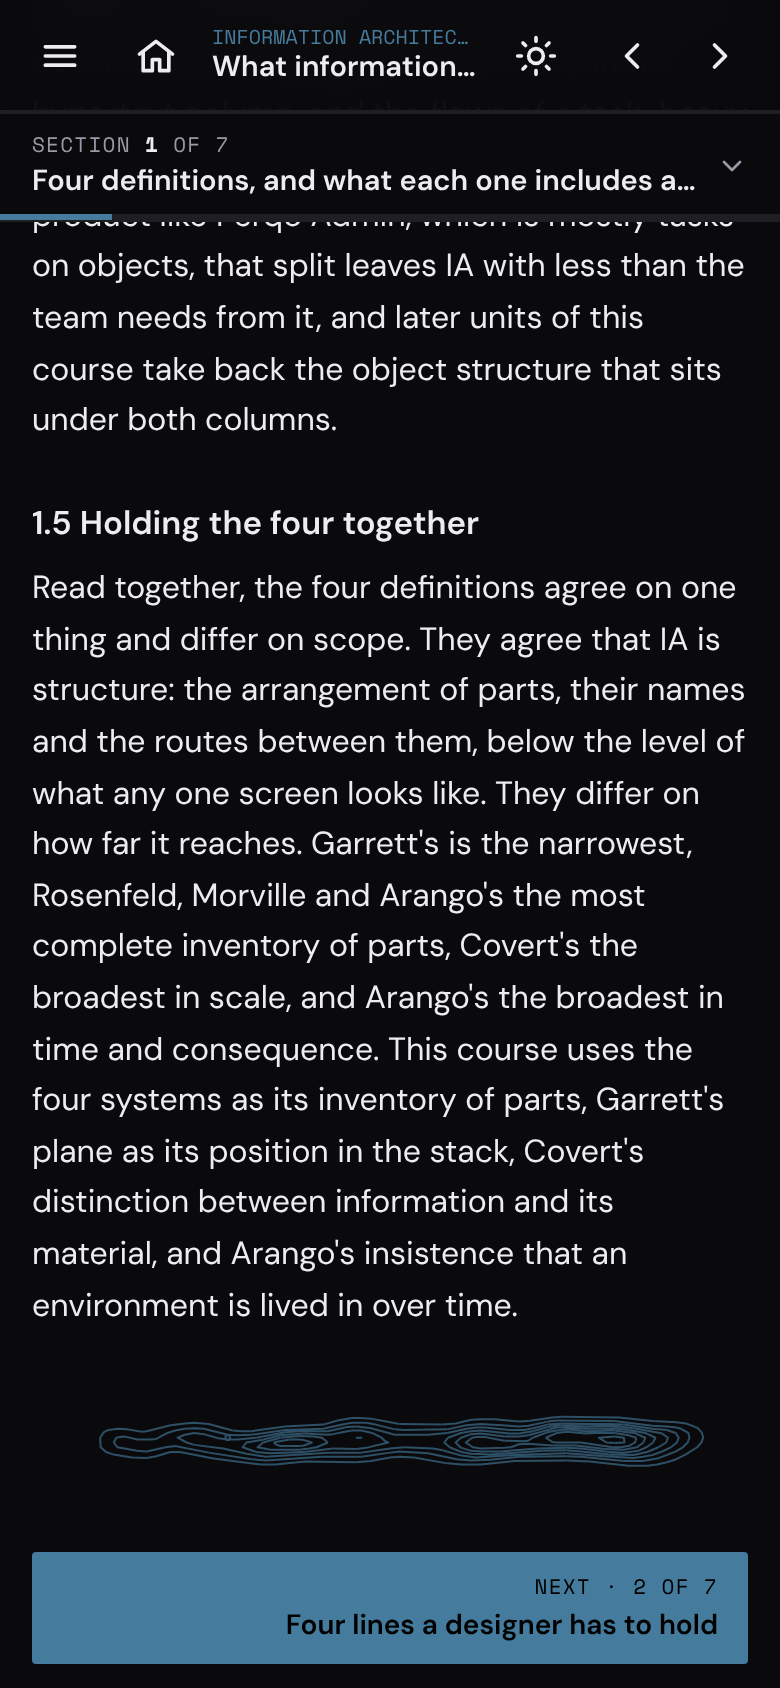 INFORMATION ARCHITEC…
What information…
SECTION 1 OF 7
Four definitions, and what each one includes a…
product like Forge Admin, which is mostly tasks
on objects, that split leaves IA with less than the
team needs from it, and later units of this
course take back the object structure that sits
under both columns.
1.5 Holding the four together
Read together, the four definitions agree on one
thing and differ on scope. They agree that IA is
structure: the arrangement of parts, their names
and the routes between them, below the level of
what any one screen looks like. They differ on
how far it reaches. Garrett's is the narrowest,
Rosenfeld, Morville and Arango's the most
complete inventory of parts, Covert's the
broadest in scale, and Arango's the broadest in
time and consequence. This course uses the
four systems as its inventory of parts, Garrett's
plane as its position in the stack, Covert's
distinction between information and its
material, and Arango's insistence that an
environment is lived in over time.
NEXT · 2 OF 7
Four lines a designer has to hold